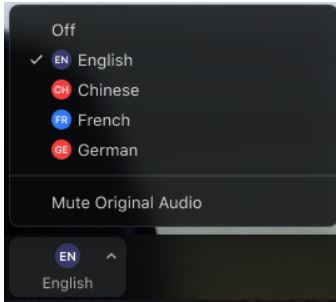 Off
EN English
CH Chinese
FR French
GE German
Mute Original Audio
EN
English